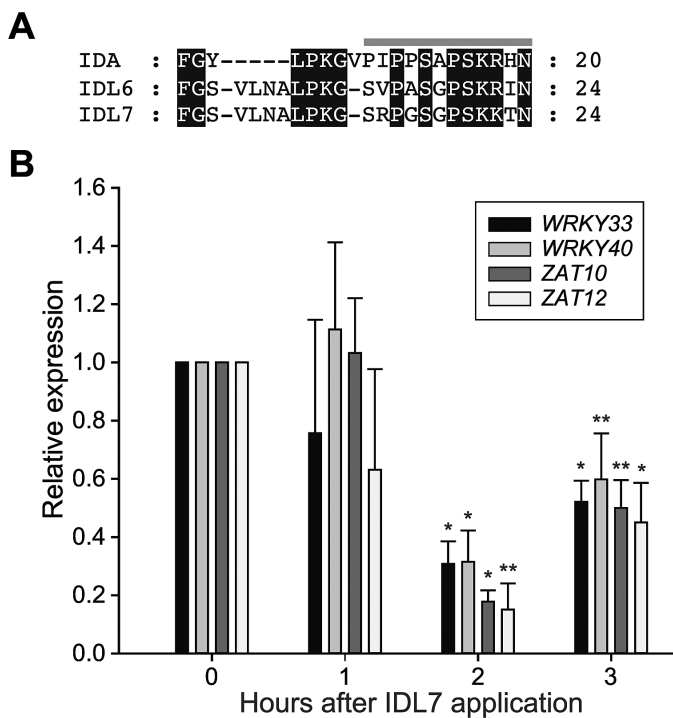 A
IDA : FGY-----LPKGVPIPPSAPSKRHN : 20
IDL6 : FGS-VLNALPKG-SVPASGPSKRIN : 24
IDL7 : FGS-VLNALPKG-SRPGSGPSKKTN : 24
B
1.6
1.4
1.2
1.0
0.8
0.6
0.4
0.2
0.0
Relative expression
WRKY33
WRKY40
ZAT10
ZAT12
* * * **
* ** ** *
0 1 2 3
Hours after IDL7 application